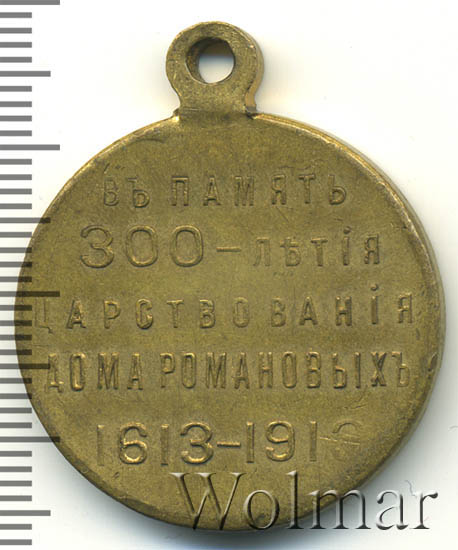 ВЪ ПАМЯТЬ
300-ЛѢТІЯ
ЦАРСТВОВАНІЯ
ДОМА РОМАНОВЫХЪ
1613-1913
Wolmar